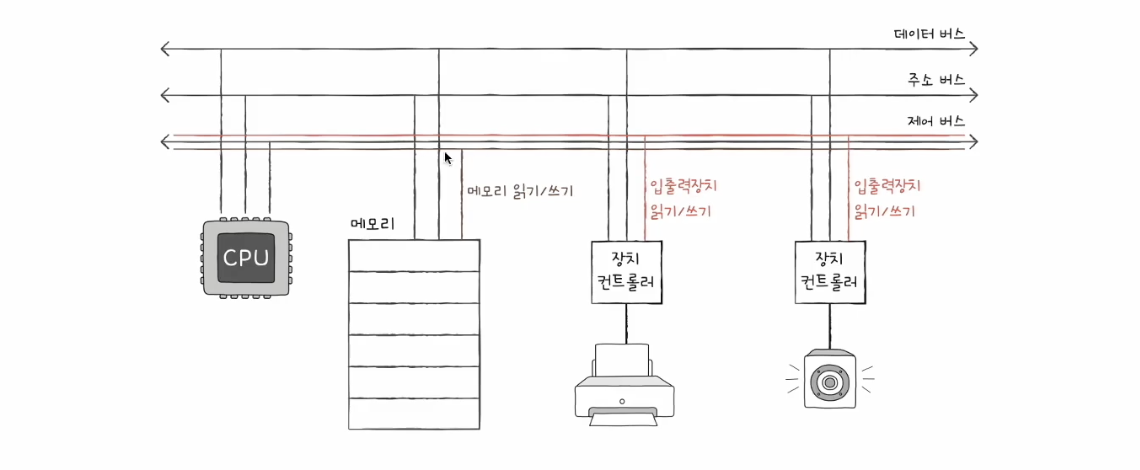 데이터 버스
주소 버스
제어 버스
메모리 읽기/쓰기
입출력장치
읽기/쓰기
입출력장치
읽기/쓰기
메모리
CPU
장치
컨트롤러
장치
컨트롤러